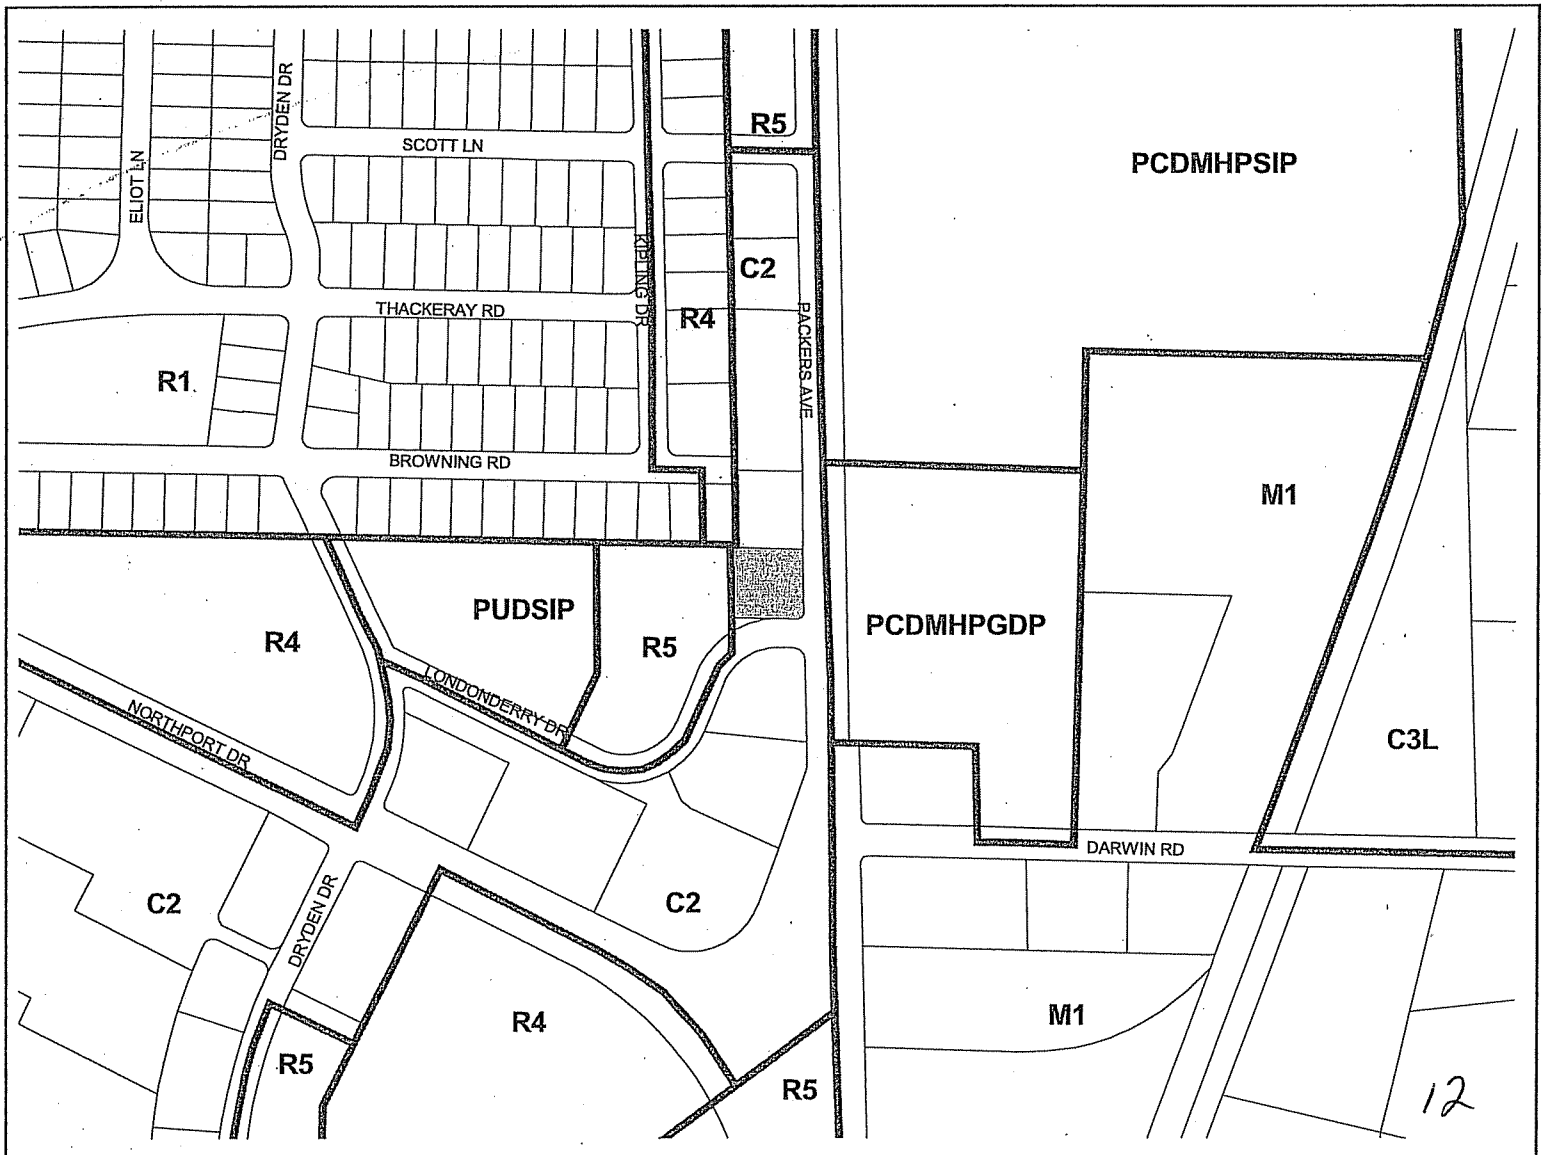 DRYDEN DR
R5
SCOTT LN
PCDMHPSIP
ELIOT LN
KIPLING DR
C2
THACKERAY RD
R4
PACKERS AVE
R1
BROWNING RD
M1
PUDSIP
R4
R5
PCDMHPGDP
LONDONDERRY DR
NORTHPORT DR
C3L
DARWIN RD
C2
DRYDEN DR
C2
R4
M1
R5
R5
12